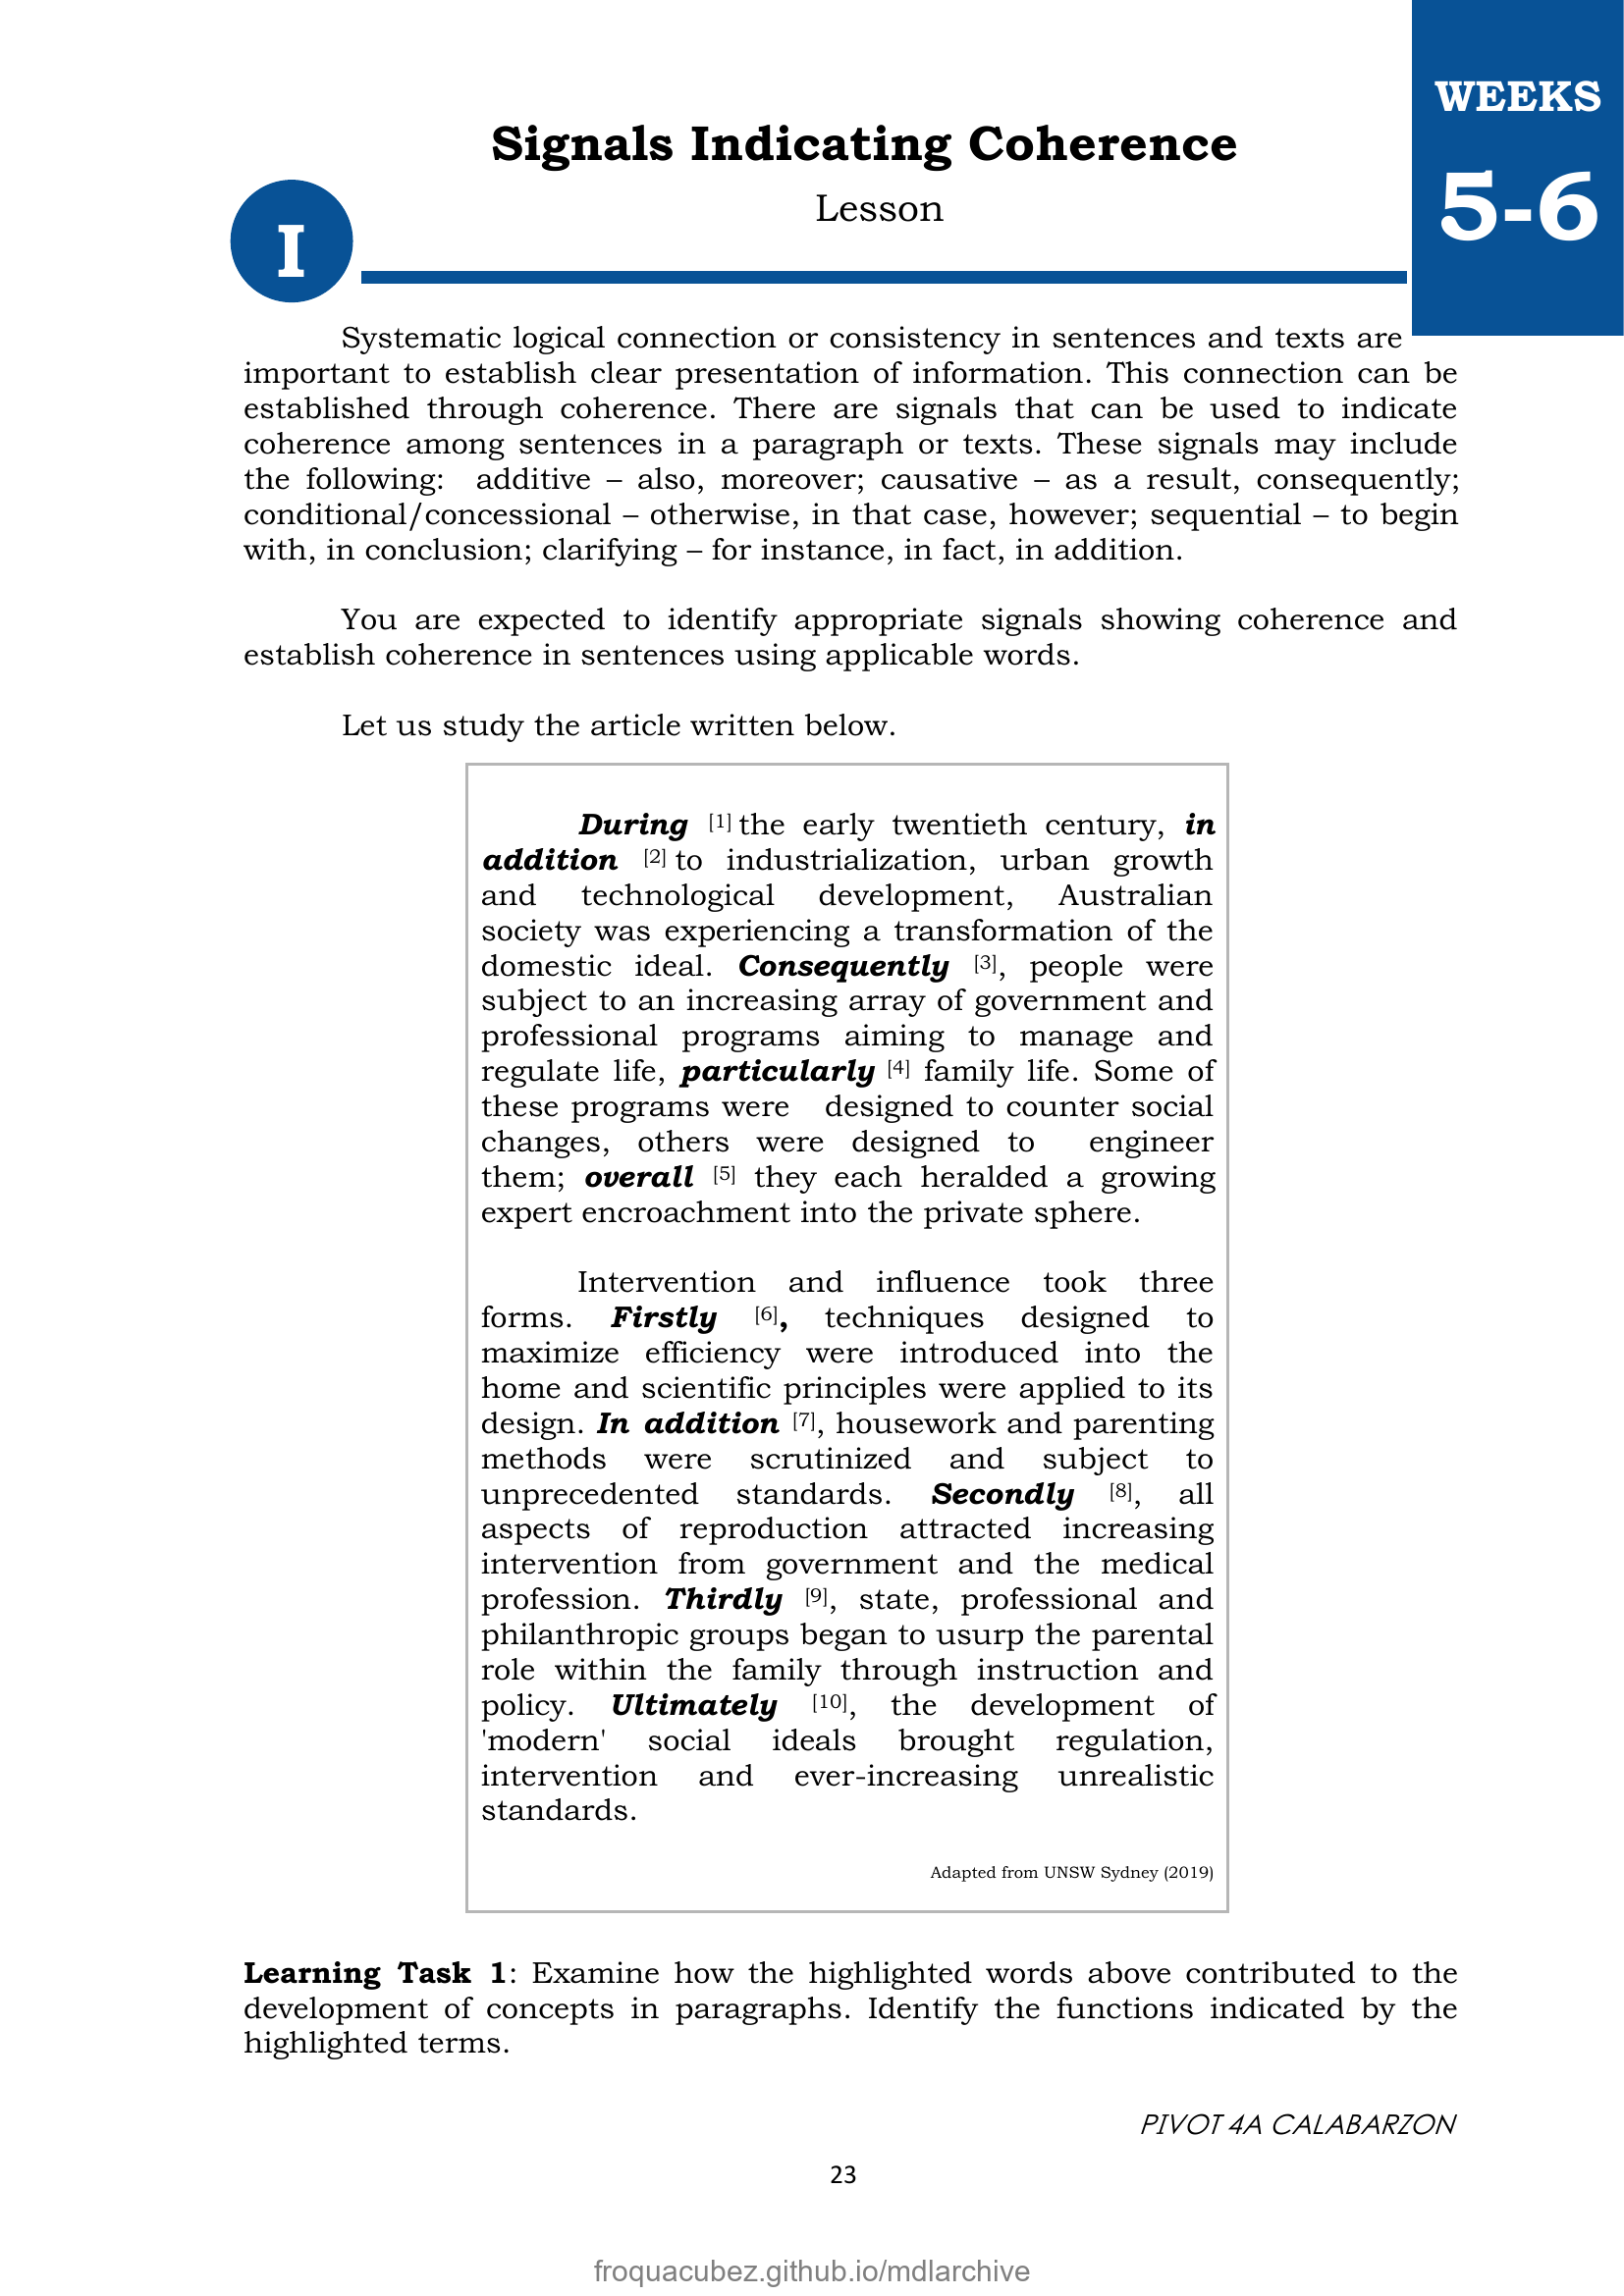 WEEKS
5-6
Signals Indicating Coherence
Lesson
I
Systematic logical connection or consistency in sentences and texts are
important to establish clear presentation of information. This connection can be
established through coherence. There are signals that can be used to indicate
coherence among sentences in a paragraph or texts. These signals may include
the following: additive – also, moreover; causative – as a result, consequently;
conditional/concessional – otherwise, in that case, however; sequential – to begin
with, in conclusion; clarifying – for instance, in fact, in addition.
You are expected to identify appropriate signals showing coherence and
establish coherence in sentences using applicable words.
Let us study the article written below.
During [1] the early twentieth century, in
addition [2] to industrialization, urban growth
and technological development, Australian
society was experiencing a transformation of the
domestic ideal. Consequently [3], people were
subject to an increasing array of government and
professional programs aiming to manage and
regulate life, particularly [4] family life. Some of
these programs were designed to counter social
changes, others were designed to engineer
them; overall [5] they each heralded a growing
expert encroachment into the private sphere.
Intervention and influence took three
forms. Firstly [6], techniques designed to
maximize efficiency were introduced into the
home and scientific principles were applied to its
design. In addition [7], housework and parenting
methods were scrutinized and subject to
unprecedented standards. Secondly [8], all
aspects of reproduction attracted increasing
intervention from government and the medical
profession. Thirdly [9], state, professional and
philanthropic groups began to usurp the parental
role within the family through instruction and
policy. Ultimately [10], the development of
'modern' social ideals brought regulation,
intervention and ever-increasing unrealistic
standards.
Adapted from UNSW Sydney (2019)
Learning Task 1: Examine how the highlighted words above contributed to the
development of concepts in paragraphs. Identify the functions indicated by the
highlighted terms.
PIVOT 4A CALABARZON
23
froquacubez.github.io/mdlarchive